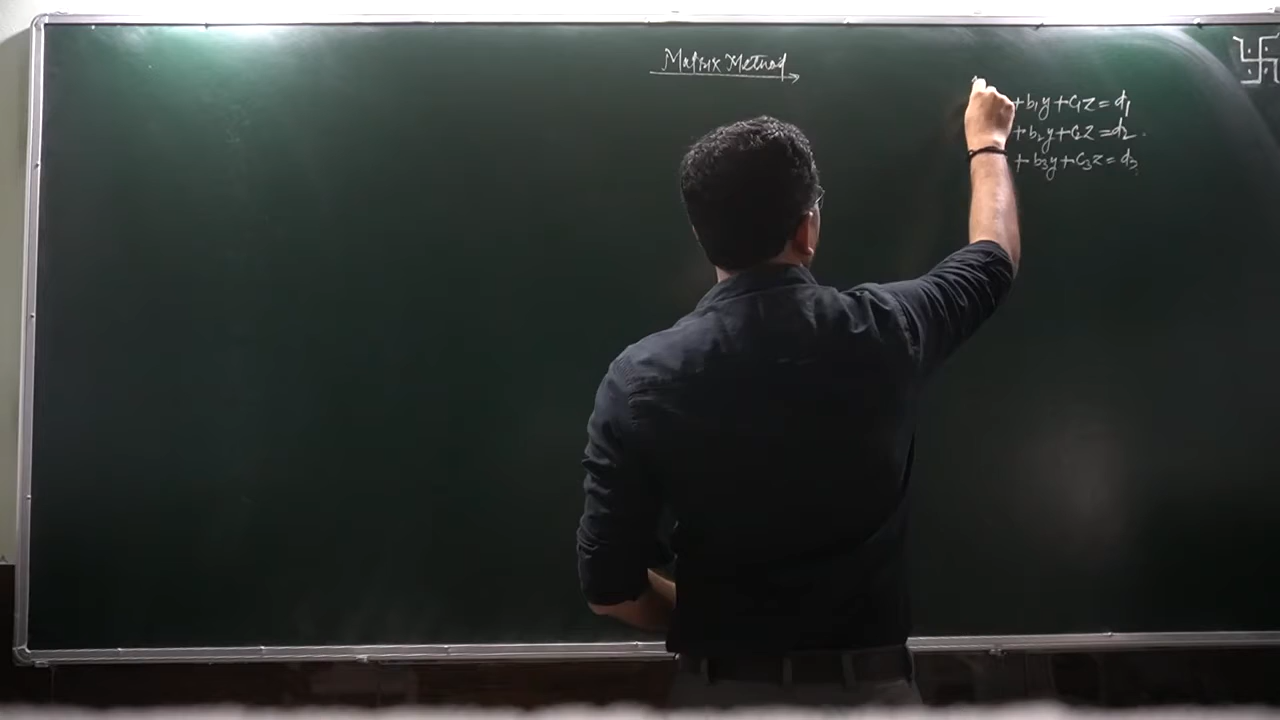 Matrix Method
+ b₁y + c₁z = d₁
+ b₂y + c₂z = d₂
+ b₃y + c₃z = d₃